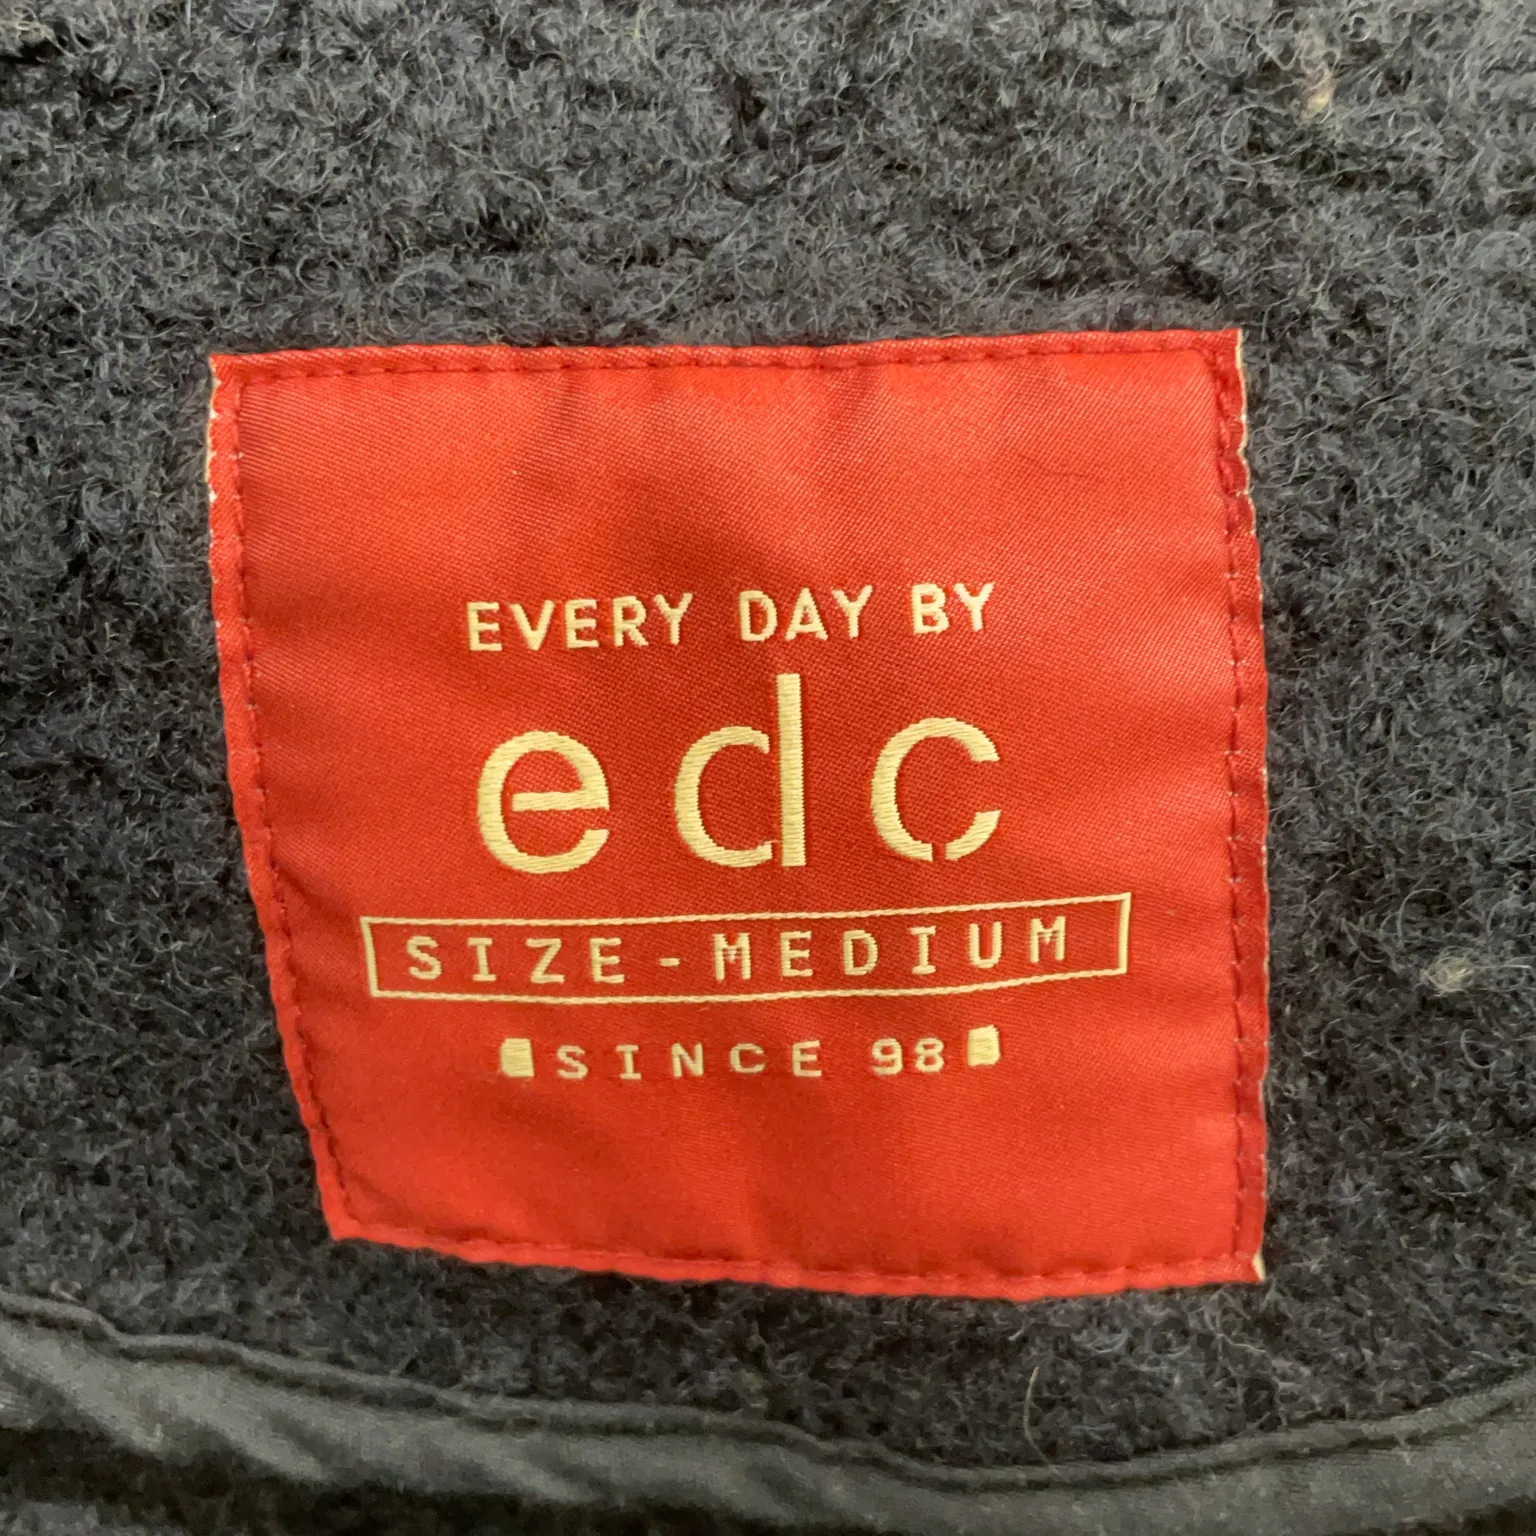 EVERY DAY BY
edc
SIZE-MEDIUM
SINCE 98